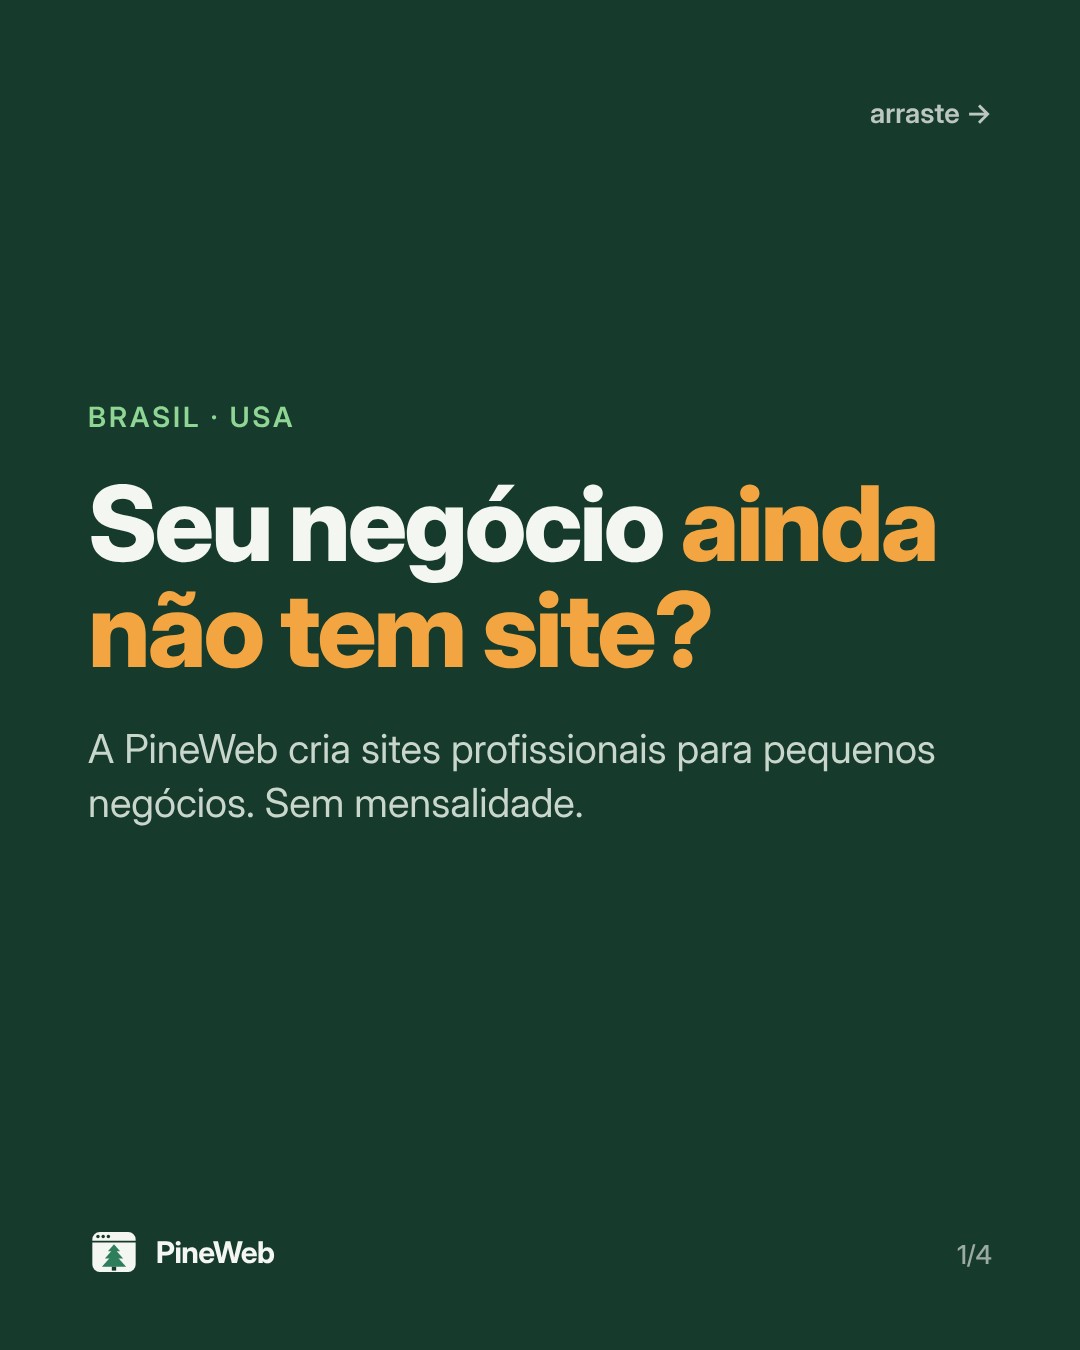 arraste →
BRASIL · USA
Seu negócio ainda
não tem site?
A PineWeb cria sites profissionais para pequenos
negócios. Sem mensalidade.
PineWeb
1/4